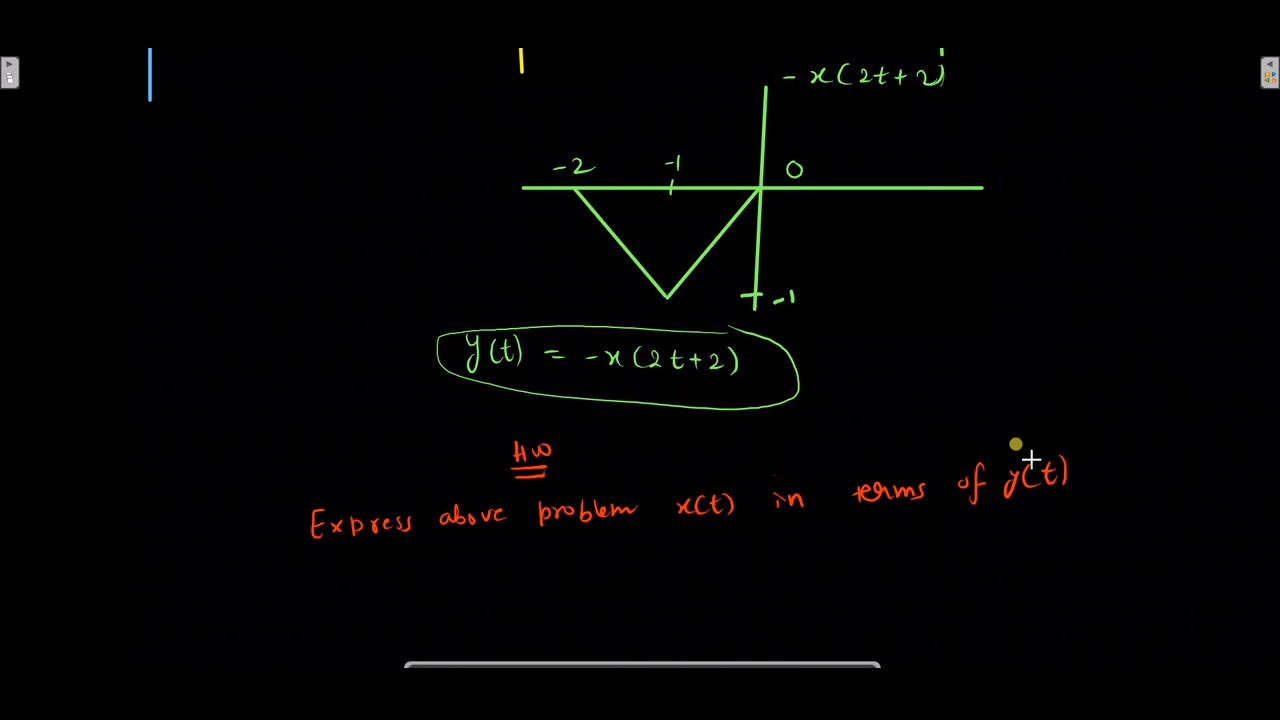 - x(2t+2)
-2 -1 0
-1
y(t) = -x(2t+2)
HW
Express above problem x(t) in terms of y(t)